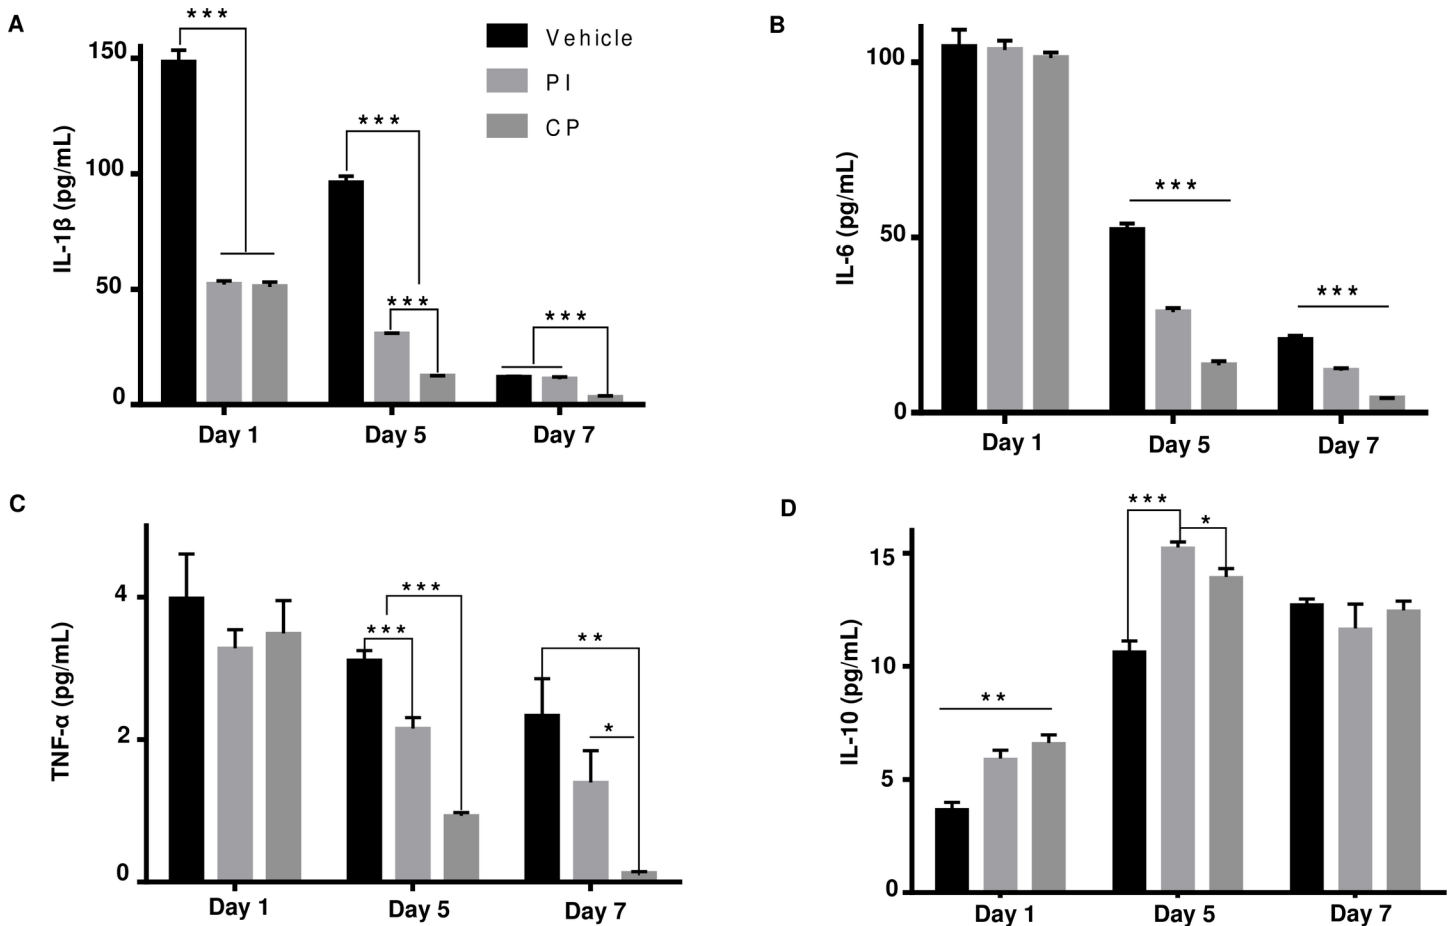 A
IL-1β (pg/mL)
150
100
50
0
***
***
***
***
Day 1
Day 5
Day 7
Vehicle
PI
CP
B
IL-6 (pg/mL)
100
50
0
***
***
Day 1
Day 5
Day 7
C
TNF-α (pg/mL)
4
2
0
***
***
**
*
Day 1
Day 5
Day 7
D
IL-10 (pg/mL)
15
10
5
0
**
***
*
Day 1
Day 5
Day 7